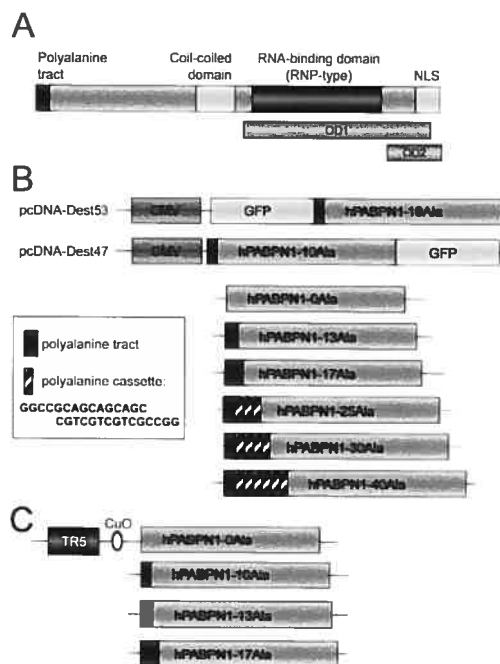 A
Polyalanine tract
Coil-coiled domain
RNA-binding domain (RNP-type)
NLS
OD1
OD2
B
pcDNA-Dest53
CMV
GFP
hPABPN1-10Ala
pcDNA-Dest47
CMV
hPABPN1-10Ala
GFP
hPABPN1-0Ala
hPABPN1-13Ala
hPABPN1-17Ala
hPABPN1-25Ala
hPABPN1-30Ala
hPABPN1-40Ala
polyalanine tract
polyalanine cassette:
GGCCGCAGCAGCAGC
CGTCGTCGTCGCCGG
C
TR5
CuO
hPABPN1-0Ala
hPABPN1-10Ala
hPABPN1-13Ala
hPABPN1-17Ala